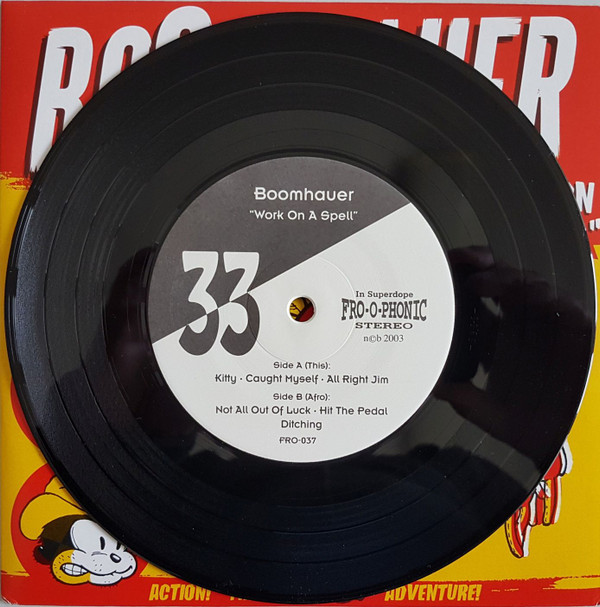 Boomhauer
"Work On A Spell"
33
In Superdope
FRO-O-PHONIC
STEREO
n©b 2003
Side A (This):
Kitty · Caught Myself · All Right Jim
Side B (Afro):
Not All Out Of Luck · Hit The Pedal
Ditching
FRO-037
ACTION! ADVENTURE!